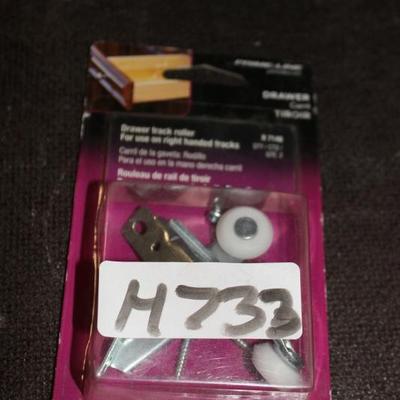 PRIME-LINE
DRAWER
TIROIR
Drawer track roller
For use on right handed tracks
R 7146
Carril de la gaveta, Rodillo
Para el uso en la mano derecha carril
Rouleau de rail de tiroir
H733